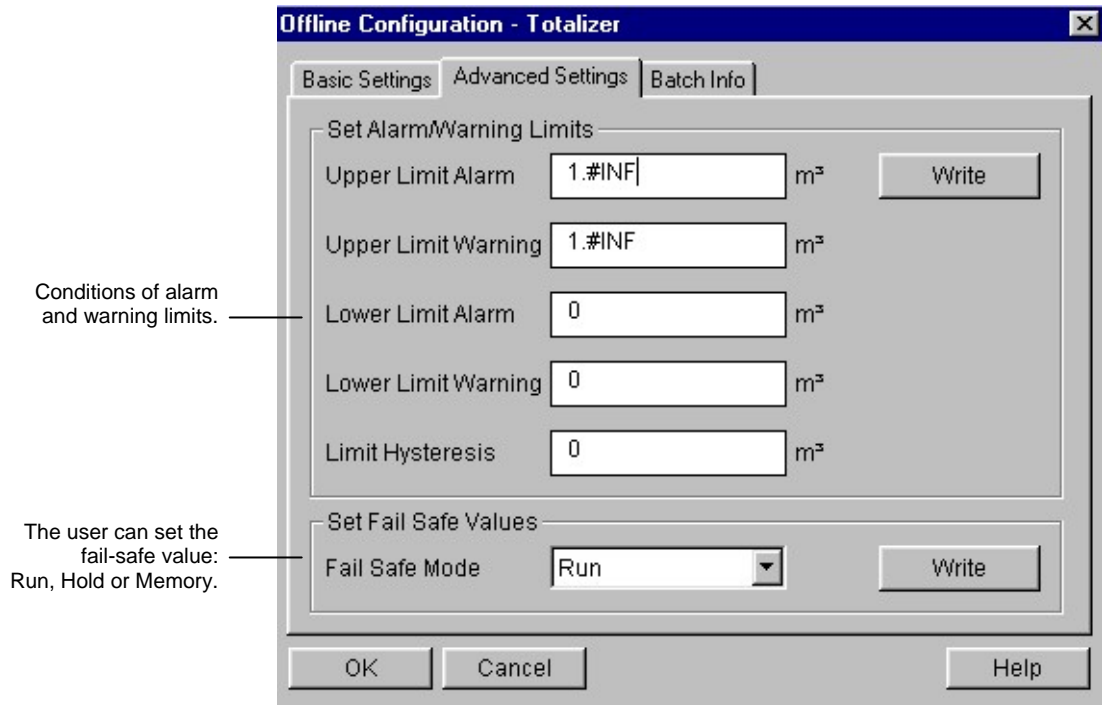 Offline Configuration - Totalizer
Basic Settings
Advanced Settings
Batch Info
Set Alarm/Warning Limits
Upper Limit Alarm 1.#INF m³ Write
Upper Limit Warning 1.#INF m³
Conditions of alarm
and warning limits.
Lower Limit Alarm 0 m³
Lower Limit Warning 0 m³
Limit Hysteresis 0 m³
The user can set the
fail-safe value:
Run, Hold or Memory.
Set Fail Safe Values
Fail Safe Mode Run Write
OK Cancel Help